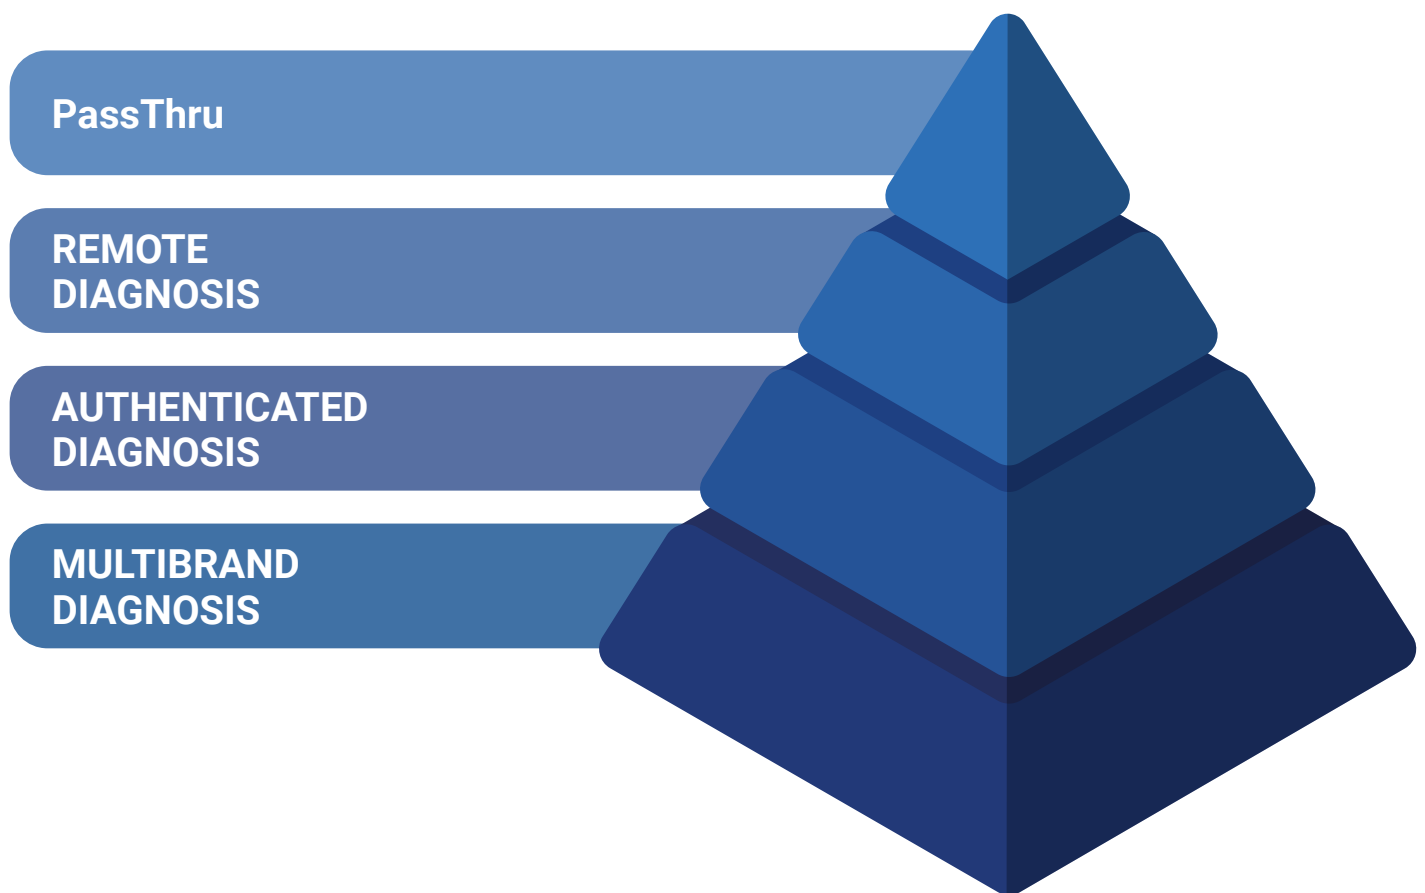 PassThru
REMOTE
DIAGNOSIS
AUTHENTICATED
DIAGNOSIS
MULTIBRAND
DIAGNOSIS